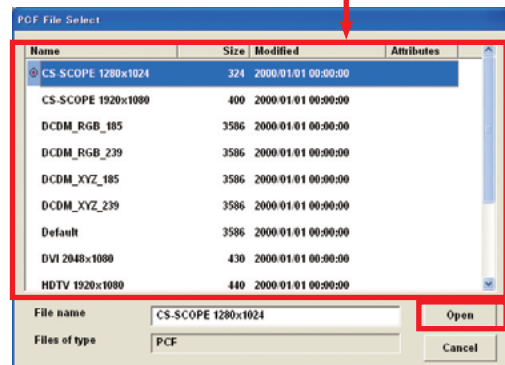 PCF File Select
Name Size Modified Attributes
CS-SCOPE 1280x1024 324 2000/01/01 00:00:00
CS-SCOPE 1920x1080 400 2000/01/01 00:00:00
DCDM_RGB_185 3586 2000/01/01 00:00:00
DCDM_RGB_239 3586 2000/01/01 00:00:00
DCDM_XYZ_185 3586 2000/01/01 00:00:00
DCDM_XYZ_239 3586 2000/01/01 00:00:00
Default 3586 2000/01/01 00:00:00
DVI 2048x1080 430 2000/01/01 00:00:00
HDTV 1920x1080 440 2000/01/01 00:00:00
File name CS-SCOPE 1280x1024 Open
Files of type PCF Cancel